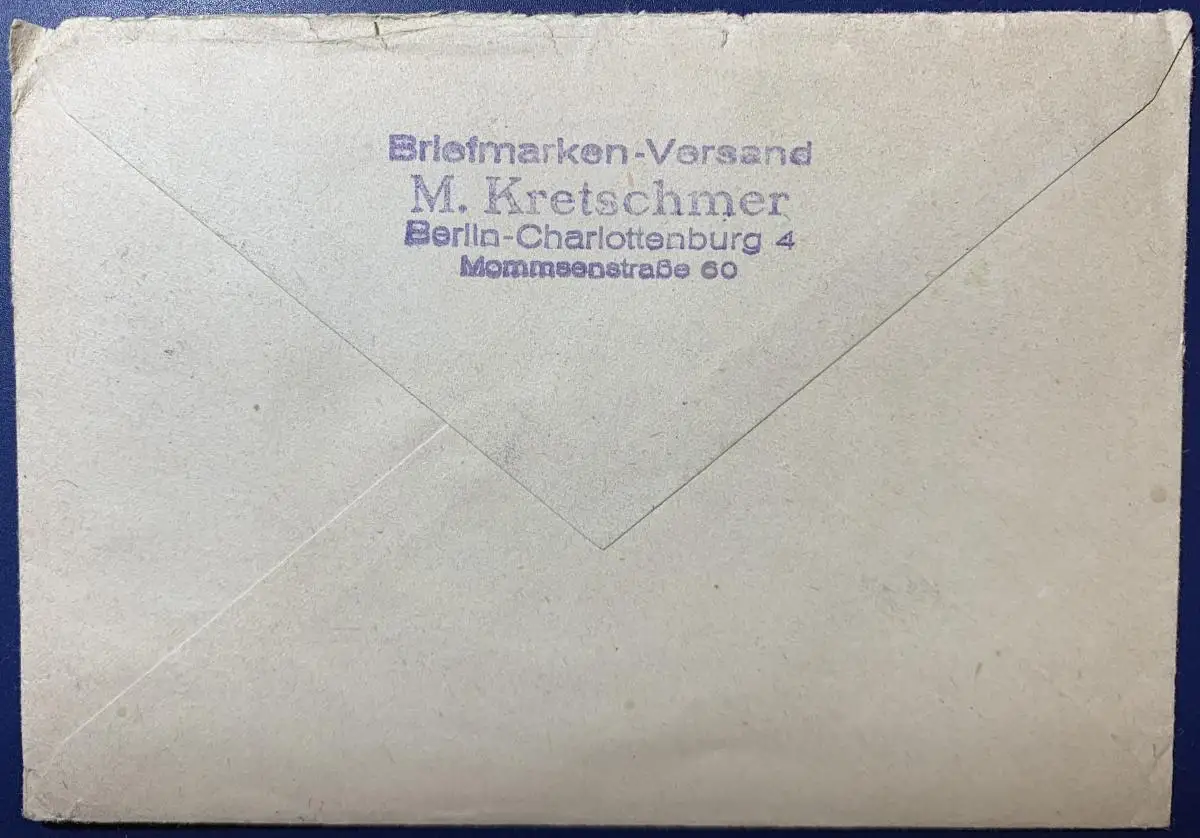 Briefmarken-Versand
M. Kretschmer
Berlin-Charlottenburg 4
Mommsenstraße 60